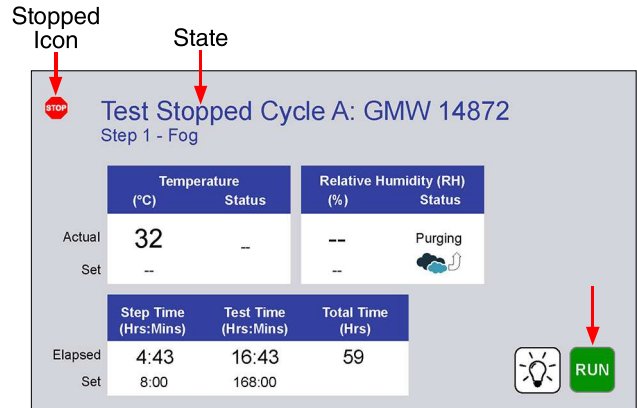 Stopped
Icon
State
STOP
Test Stopped Cycle A: GMW 14872
Step 1 - Fog
Temperature
(°C) Status
Relative Humidity (RH)
(%) Status
Actual 32 -- -- Purging
Set -- --
Step Time Test Time Total Time
(Hrs:Mins) (Hrs:Mins) (Hrs)
Elapsed 4:43 16:43 59
Set 8:00 168:00
RUN